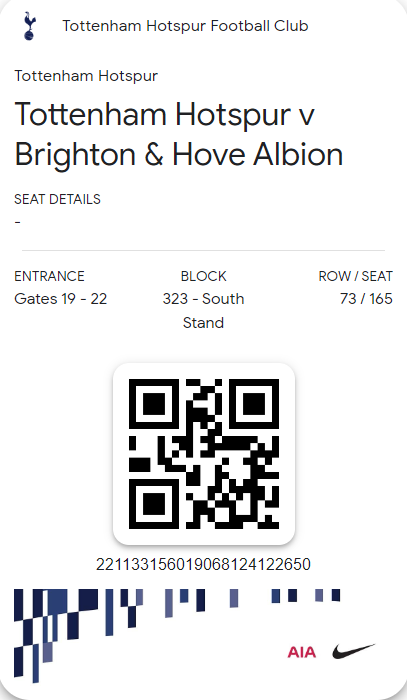 Tottenham Hotspur Football Club
Tottenham Hotspur
Tottenham Hotspur v
Brighton & Hove Albion
SEAT DETAILS
-
ENTRANCE BLOCK ROW / SEAT
Gates 19 - 22 323 - South 73 / 165
Stand
221133156019068124122650
AIA